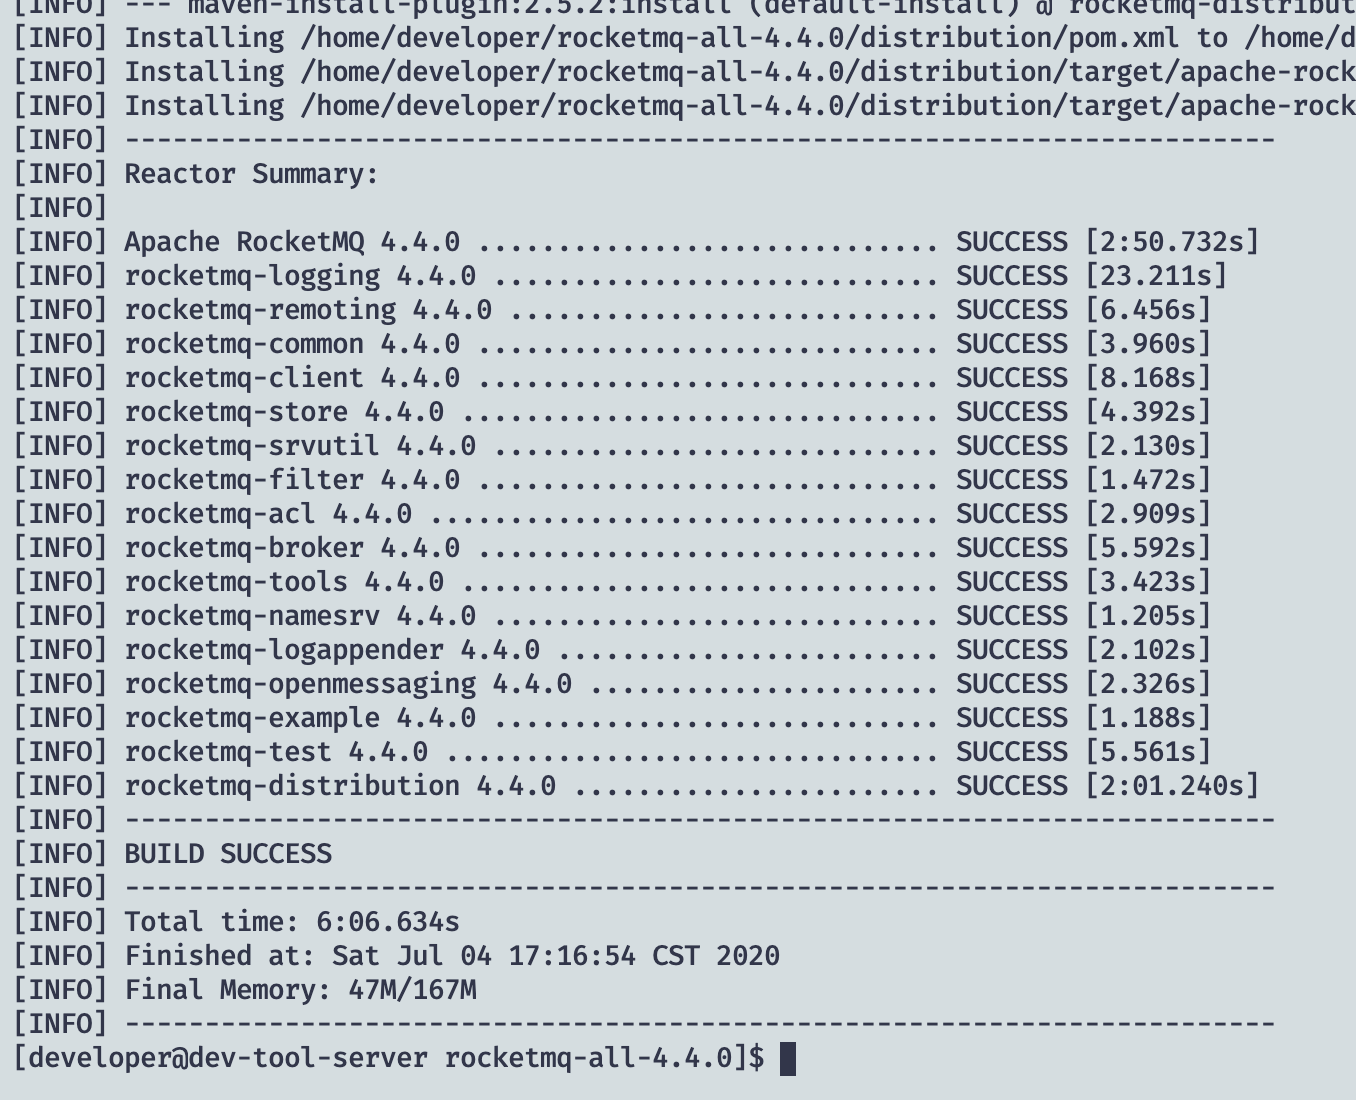 [INFO] --- maven-install-plugin:2.5.2:install (default-install) @ rocketmq-distribut
[INFO] Installing /home/developer/rocketmq-all-4.4.0/distribution/pom.xml to /home/d
[INFO] Installing /home/developer/rocketmq-all-4.4.0/distribution/target/apache-rock
[INFO] Installing /home/developer/rocketmq-all-4.4.0/distribution/target/apache-rock
[INFO] ------------------------------------------------------------------------
[INFO] Reactor Summary:
[INFO]
[INFO] Apache RocketMQ 4.4.0 ............................. SUCCESS [2:50.732s]
[INFO] rocketmq-logging 4.4.0 ............................ SUCCESS [23.211s]
[INFO] rocketmq-remoting 4.4.0 ........................... SUCCESS [6.456s]
[INFO] rocketmq-common 4.4.0 ............................. SUCCESS [3.960s]
[INFO] rocketmq-client 4.4.0 ............................. SUCCESS [8.168s]
[INFO] rocketmq-store 4.4.0 .............................. SUCCESS [4.392s]
[INFO] rocketmq-srvutil 4.4.0 ............................ SUCCESS [2.130s]
[INFO] rocketmq-filter 4.4.0 ............................. SUCCESS [1.472s]
[INFO] rocketmq-acl 4.4.0 ................................ SUCCESS [2.909s]
[INFO] rocketmq-broker 4.4.0 ............................. SUCCESS [5.592s]
[INFO] rocketmq-tools 4.4.0 .............................. SUCCESS [3.423s]
[INFO] rocketmq-namesrv 4.4.0 ............................ SUCCESS [1.205s]
[INFO] rocketmq-logappender 4.4.0 ........................ SUCCESS [2.102s]
[INFO] rocketmq-openmessaging 4.4.0 ...................... SUCCESS [2.326s]
[INFO] rocketmq-example 4.4.0 ............................ SUCCESS [1.188s]
[INFO] rocketmq-test 4.4.0 ............................... SUCCESS [5.561s]
[INFO] rocketmq-distribution 4.4.0 ....................... SUCCESS [2:01.240s]
[INFO] ------------------------------------------------------------------------
[INFO] BUILD SUCCESS
[INFO] ------------------------------------------------------------------------
[INFO] Total time: 6:06.634s
[INFO] Finished at: Sat Jul 04 17:16:54 CST 2020
[INFO] Final Memory: 47M/167M
[INFO] ------------------------------------------------------------------------
[developer@dev-tool-server rocketmq-all-4.4.0]$